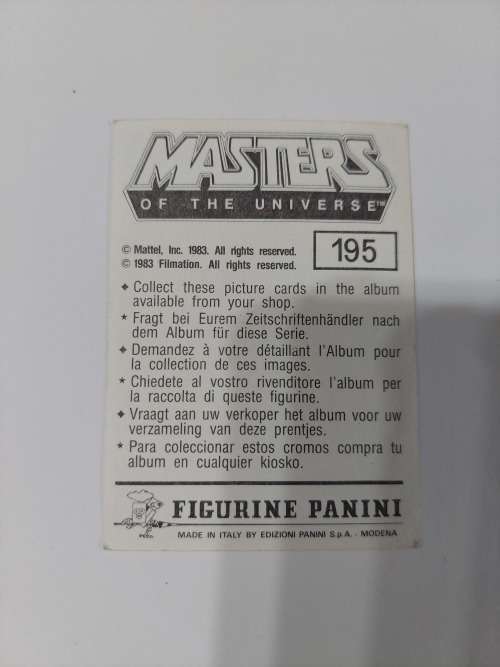 MASTERS
OF THE UNIVERSE™
© Mattel, Inc. 1983. All rights reserved.
© 1983 Filmation. All rights reserved.
195
✦ Collect these picture cards in the album
available from your shop.
★ Fragt bei Eurem Zeitschriftenhändler nach
dem Album für diese Serie.
✦ Demandez à votre détaillant l'Album pour
la collection de ces images.
★ Chiedete al vostro rivenditore l'album per
la raccolta di queste figurine.
✦ Vraagt aan uw verkoper het album voor uw
verzameling van deze prentjes.
★ Para coleccionar estos cromos compra tu
album en cualquier kiosko.
FIGURINE PANINI
MADE IN ITALY BY EDIZIONI PANINI S.p.A. - MODENA